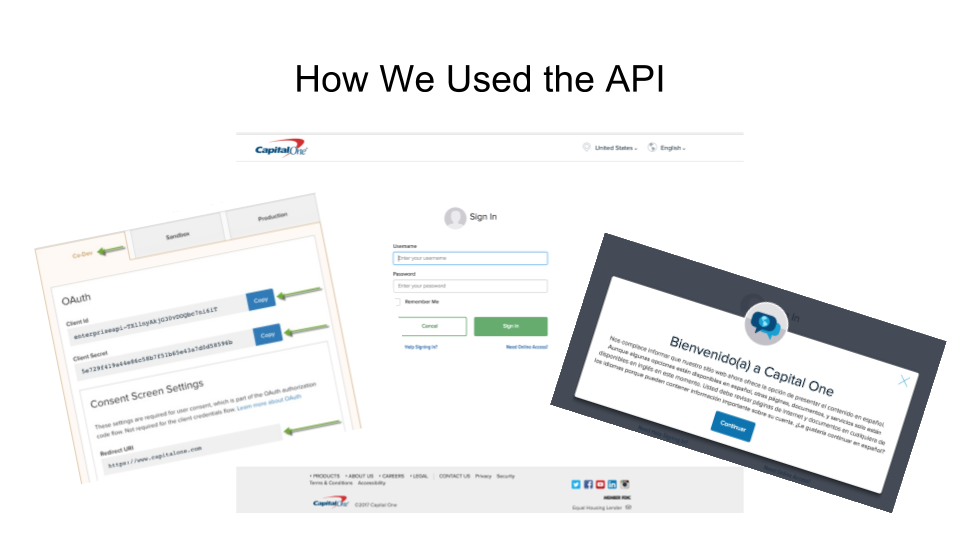 How We Used the API
CapitalOne
United States
English
Sign In
Username
Enter your username
Password
Enter your password
Remember Me
Cancel
Sign In
Help Signing In?
Need Online Access?
Co-Dev
Sandbox
Production
OAuth
Client Id
Copy
Client Secret
Copy
Consent Screen Settings
These settings are required for user consent, which is part of the OAuth authorization
code flow. Not required for the client credentials flow. Learn more about OAuth
Redirect URI
https://www.capitalone.com
Bienvenido(a) a Capital One
Nos complace informar que nuestro sitio web ahora ofrece la opción de presentar el contenido en español.
Aunque algunas opciones están disponibles en español, otras páginas, documentos, y servicios solo están
disponibles en inglés en este momento. Usted debe revisar páginas de Internet y documentos en cualquiera de
los idiomas porque pueden contener información importante sobre su cuenta. ¿Le gustaría continuar en español?
Continuar
• PRODUCTS • ABOUT US • CAREERS • LEGAL | CONTACT US Privacy Security
Terms & Conditions Accessibility
CapitalOne ©2017 Capital One
MEMBER FDIC
Equal Housing Lender